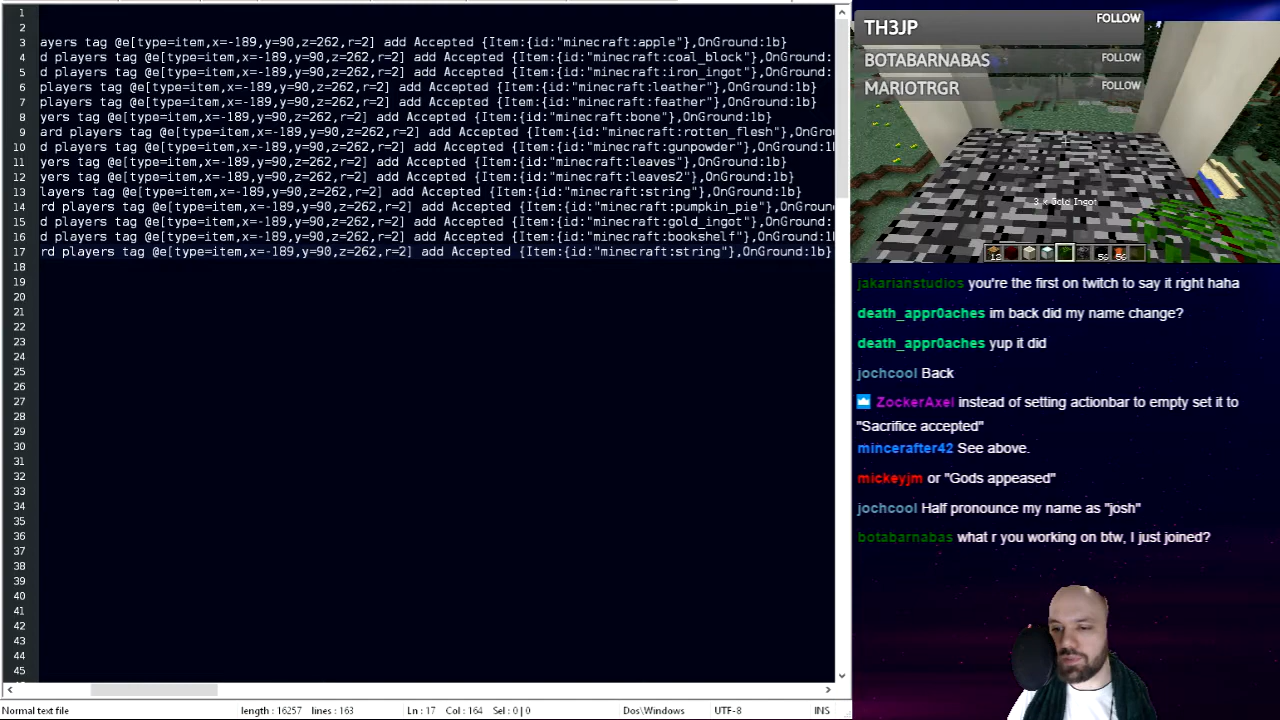 1
2
3 ayers tag @e[type=item,x=-189,y=90,z=262,r=2] add Accepted {Item:{id:"minecraft:apple"},OnGround:1b}
4 d players tag @e[type=item,x=-189,y=90,z=262,r=2] add Accepted {Item:{id:"minecraft:coal_block"},OnGround:
5 d players tag @e[type=item,x=-189,y=90,z=262,r=2] add Accepted {Item:{id:"minecraft:iron_ingot"},OnGround:
6 players tag @e[type=item,x=-189,y=90,z=262,r=2] add Accepted {Item:{id:"minecraft:leather"},OnGround:1b}
7 players tag @e[type=item,x=-189,y=90,z=262,r=2] add Accepted {Item:{id:"minecraft:feather"},OnGround:1b}
8 yers tag @e[type=item,x=-189,y=90,z=262,r=2] add Accepted {Item:{id:"minecraft:bone"},OnGround:1b}
9 ard players tag @e[type=item,x=-189,y=90,z=262,r=2] add Accepted {Item:{id:"minecraft:rotten_flesh"},OnGrou
10 d players tag @e[type=item,x=-189,y=90,z=262,r=2] add Accepted {Item:{id:"minecraft:gunpowder"},OnGround:1
11 yers tag @e[type=item,x=-189,y=90,z=262,r=2] add Accepted {Item:{id:"minecraft:leaves"},OnGround:1b}
12 yers tag @e[type=item,x=-189,y=90,z=262,r=2] add Accepted {Item:{id:"minecraft:leaves2"},OnGround:1b}
13 layers tag @e[type=item,x=-189,y=90,z=262,r=2] add Accepted {Item:{id:"minecraft:string"},OnGround:1b}
14 rd players tag @e[type=item,x=-189,y=90,z=262,r=2] add Accepted {Item:{id:"minecraft:pumpkin_pie"},OnGroun
15 d players tag @e[type=item,x=-189,y=90,z=262,r=2] add Accepted {Item:{id:"minecraft:gold_ingot"},OnGround:
16 d players tag @e[type=item,x=-189,y=90,z=262,r=2] add Accepted {Item:{id:"minecraft:bookshelf"},OnGround:1
17 rd players tag @e[type=item,x=-189,y=90,z=262,r=2] add Accepted {Item:{id:"minecraft:string"},OnGround:1b}
18
19
20
21
22
23
24
25
26
27
28
29
30
31
32
33
34
35
36
37
38
39
40
41
42
43
44
45
Normal text file length : 16257 lines : 163 Ln : 17 Col : 164 Sel : 0 | 0 Dos\Windows UTF-8 INS
TH3JP FOLLOW
BOTABARNABAS FOLLOW
MARIOTRGR FOLLOW
3 x Gold Ingot
12 56 56
jakarianstudios you're the first on twitch to say it right haha
death_appr0aches im back did my name change?
death_appr0aches yup it did
jochcool Back
ZockerAxel instead of setting actionbar to empty set it to
"Sacrifice accepted"
mincerafter42 See above.
mickeyjm or "Gods appeased"
jochcool Half pronounce my name as "josh"
botabarnabas what r you working on btw, I just joined?